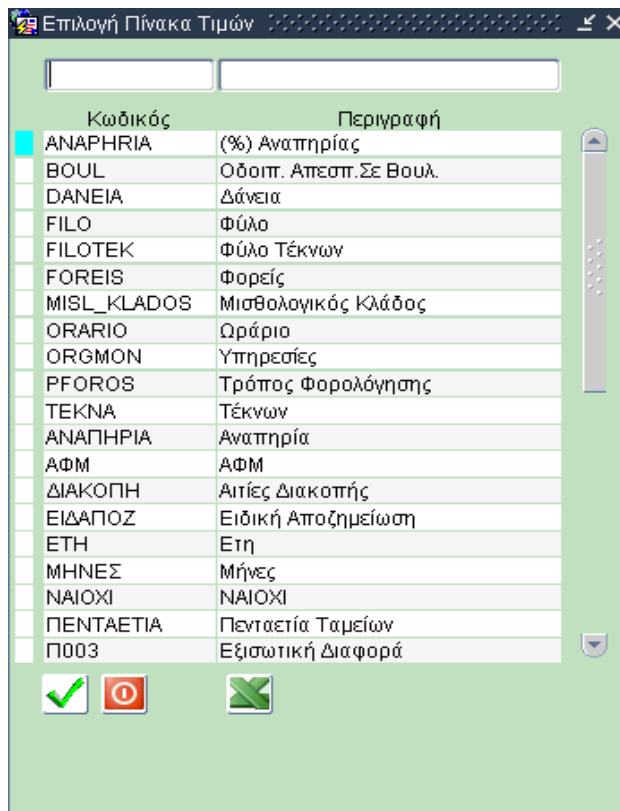 Επιλογή Πίνακα Τιμών
Κωδικός Περιγραφή
ANAPHRIA (%) Αναπηρίας
BOUL Οδοιπ. Απεσπ.Σε Βουλ.
DANEIA Δάνεια
FILO Φύλο
FILOTEK Φύλο Τέκνων
FOREIS Φορείς
MISL_KLADOS Μισθολογικός Κλάδος
ORARIO Ωράριο
ORGMON Υπηρεσίες
PFOROS Τρόπος Φορολόγησης
TEKNA Τέκνων
ΑΝΑΠΗΡΙΑ Αναπηρία
ΑΦΜ ΑΦΜ
ΔΙΑΚΟΠΗ Αιτίες Διακοπής
ΕΙΔΑΠΟΖ Ειδική Αποζημείωση
ΕΤΗ Ετη
ΜΗΝΕΣ Μήνες
ΝΑΙΟΧΙ ΝΑΙΟΧΙ
ΠΕΝΤΑΕΤΙΑ Πενταετία Ταμείων
Π003 Εξισωτική Διαφορά